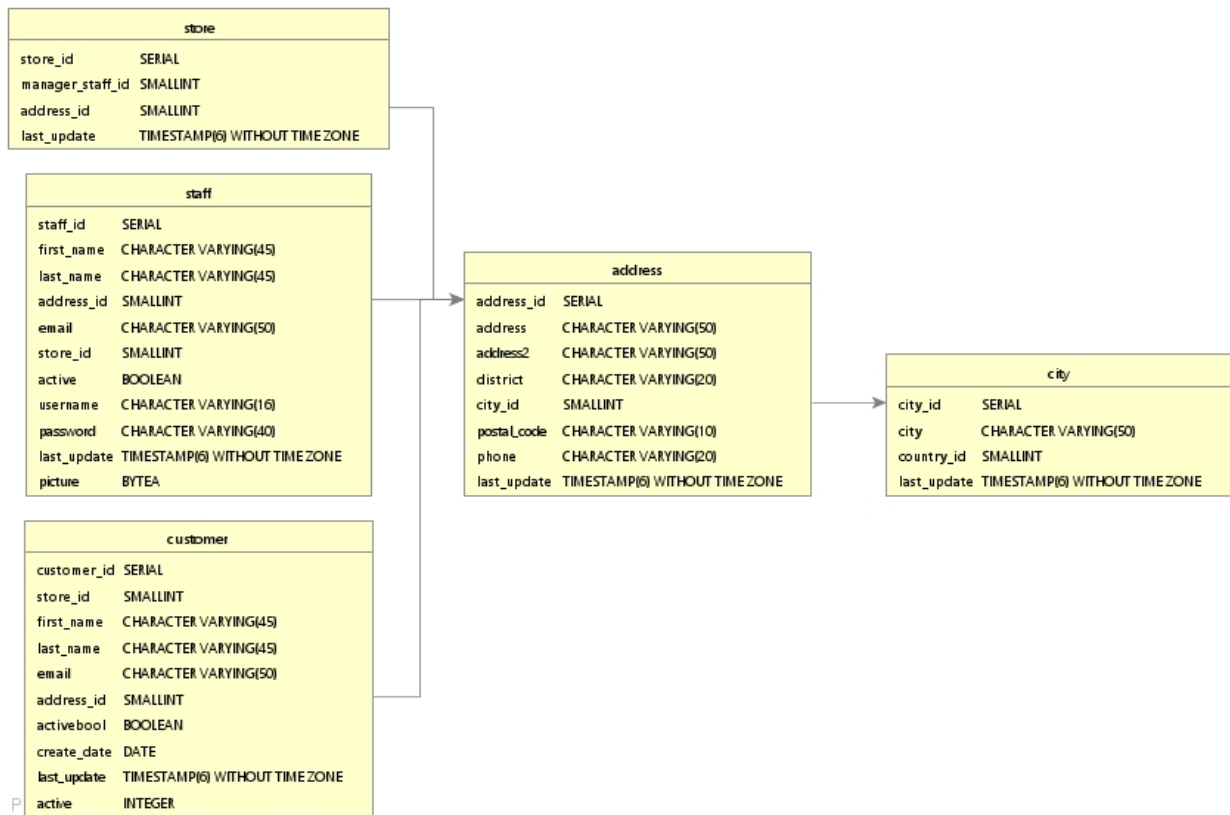 store
store_id SERIAL
manager_staff_id SMALLINT
address_id SMALLINT
last_update TIMESTAMP(6) WITHOUT TIME ZONE
staff
staff_id SERIAL
first_name CHARACTER VARYING(45)
last_name CHARACTER VARYING(45)
address_id SMALLINT
email CHARACTER VARYING(50)
store_id SMALLINT
active BOOLEAN
username CHARACTER VARYING(16)
password CHARACTER VARYING(40)
last_update TIMESTAMP(6) WITHOUT TIME ZONE
picture BYTEA
customer
customer_id SERIAL
store_id SMALLINT
first_name CHARACTER VARYING(45)
last_name CHARACTER VARYING(45)
email CHARACTER VARYING(50)
address_id SMALLINT
activebool BOOLEAN
create_date DATE
last_update TIMESTAMP(6) WITHOUT TIME ZONE
P active INTEGER
address
address_id SERIAL
address CHARACTER VARYING(50)
address2 CHARACTER VARYING(50)
district CHARACTER VARYING(20)
city_id SMALLINT
postal_code CHARACTER VARYING(10)
phone CHARACTER VARYING(20)
last_update TIMESTAMP(6) WITHOUT TIME ZONE
city
city_id SERIAL
city CHARACTER VARYING(50)
country_id SMALLINT
last_update TIMESTAMP(6) WITHOUT TIME ZONE